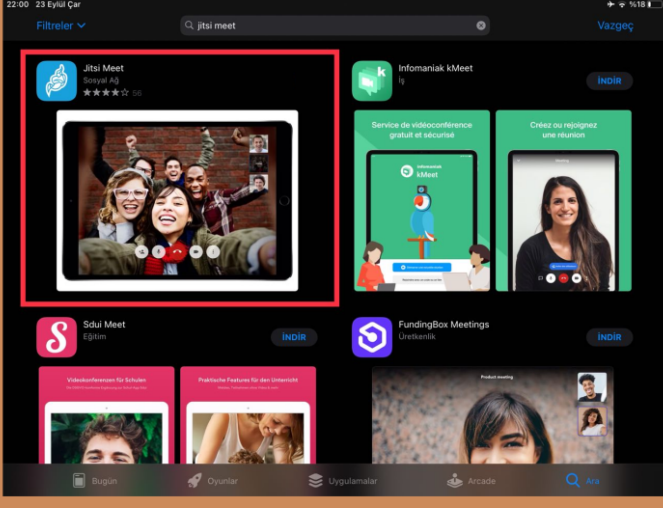 22:00 23 Eylül Çar
%18
Filtreler
jitsi meet
Vazgeç
Jitsi Meet
Sosyal Ağ
56
Infomaniak kMeet
İş
İNDİR
Service de vidéoconférence
gratuit et sécurisé
infomaniak
kMeet
Créez ou rejoignez
une réunion
Meeting
Sdui Meet
Eğitim
İNDİR
FundingBox Meetings
Üretkenlik
İNDİR
Videokonferenzen für Schulen
Praktische Features für den Unterricht
Product meeting
Bugün
Oyunlar
Uygulamalar
Arcade
Ara